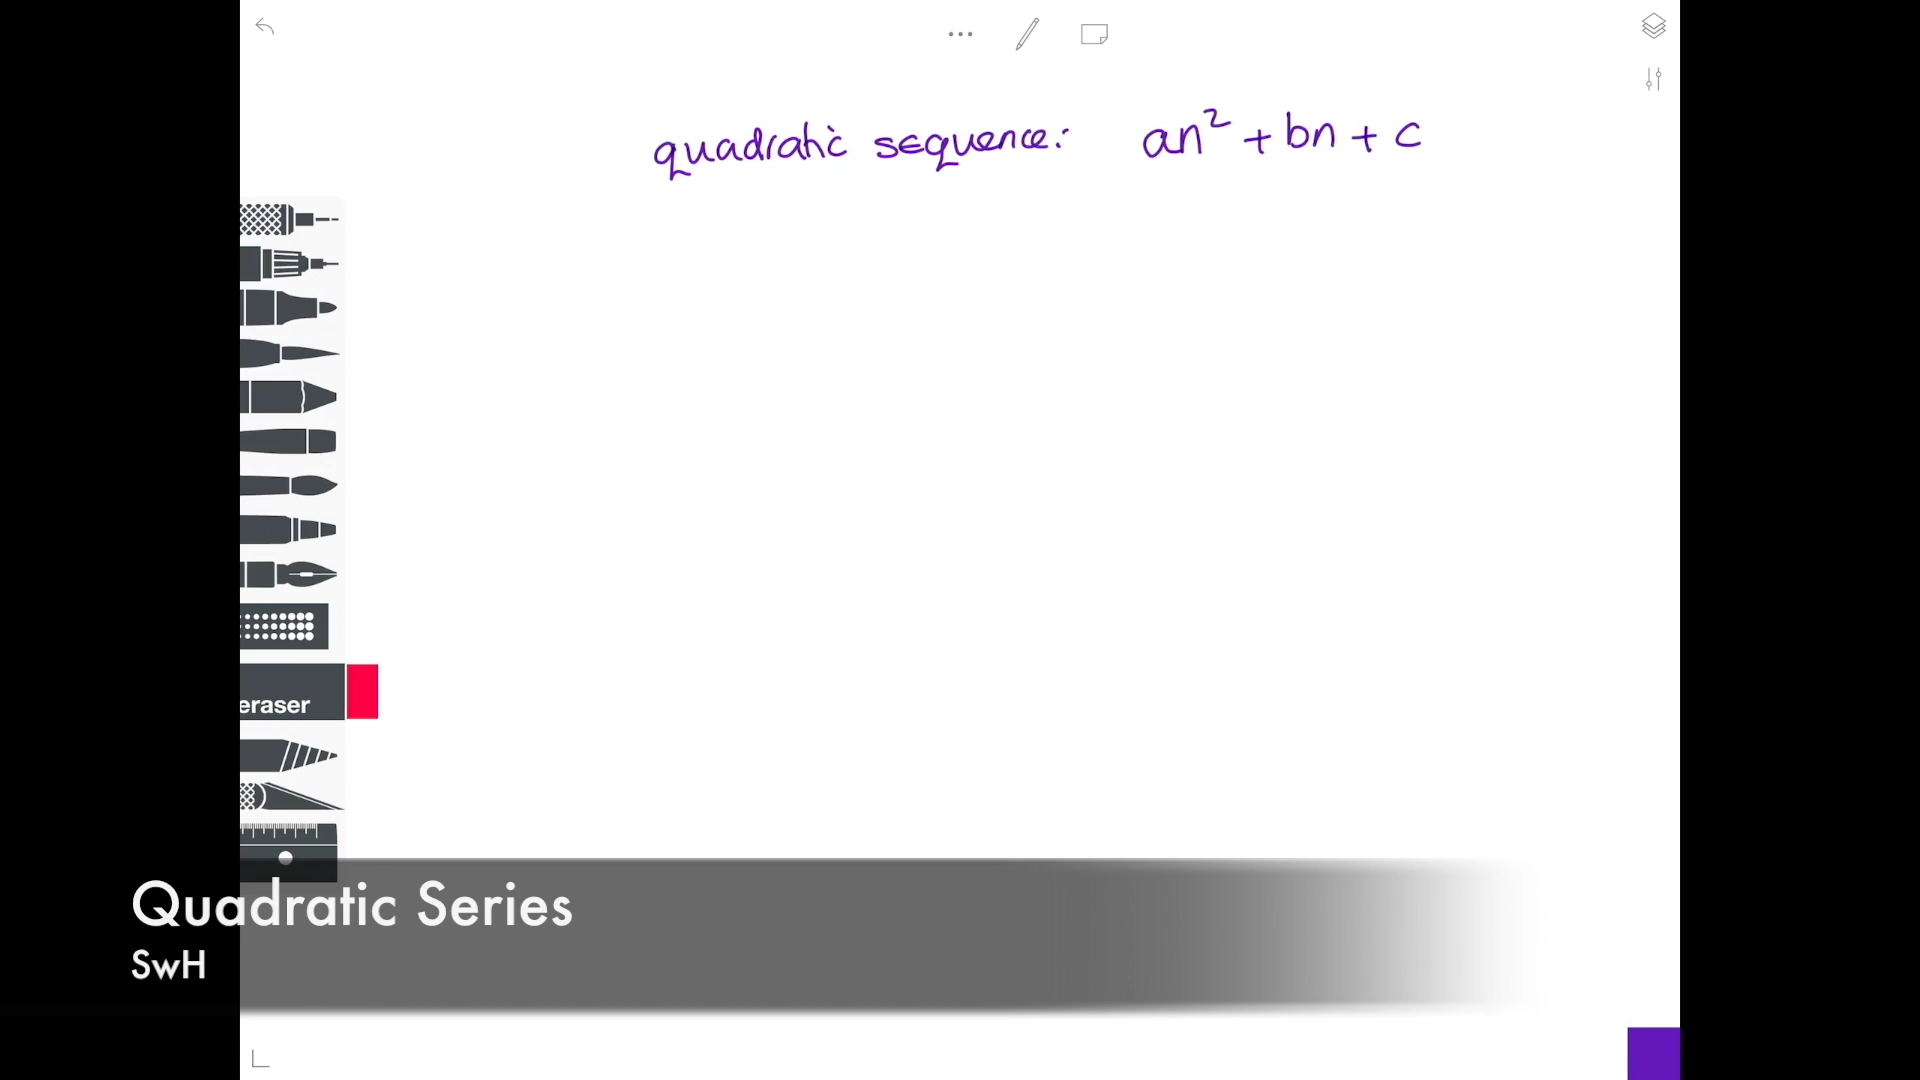 quadratic sequence: an² + bn + c
eraser
Quadratic Series
SwH